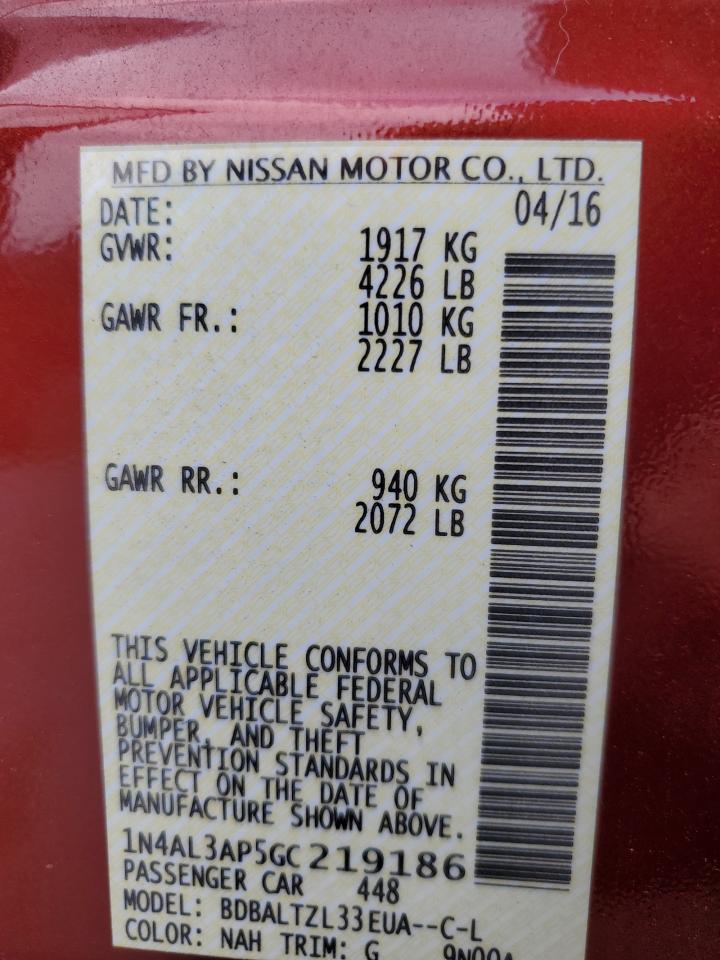 MFD BY NISSAN MOTOR CO., LTD.
DATE: 04/16
GVWR: 1917 KG
4226 LB
GAWR FR.: 1010 KG
2227 LB
GAWR RR.: 940 KG
2072 LB
THIS VEHICLE CONFORMS TO
ALL APPLICABLE FEDERAL
MOTOR VEHICLE SAFETY,
BUMPER, AND THEFT
PREVENTION STANDARDS IN
EFFECT ON THE DATE OF
MANUFACTURE SHOWN ABOVE.
1N4AL3AP5GC219186
PASSENGER CAR 448
MODEL: BDBALTZL33EUA--C-L
COLOR: NAH TRIM: G